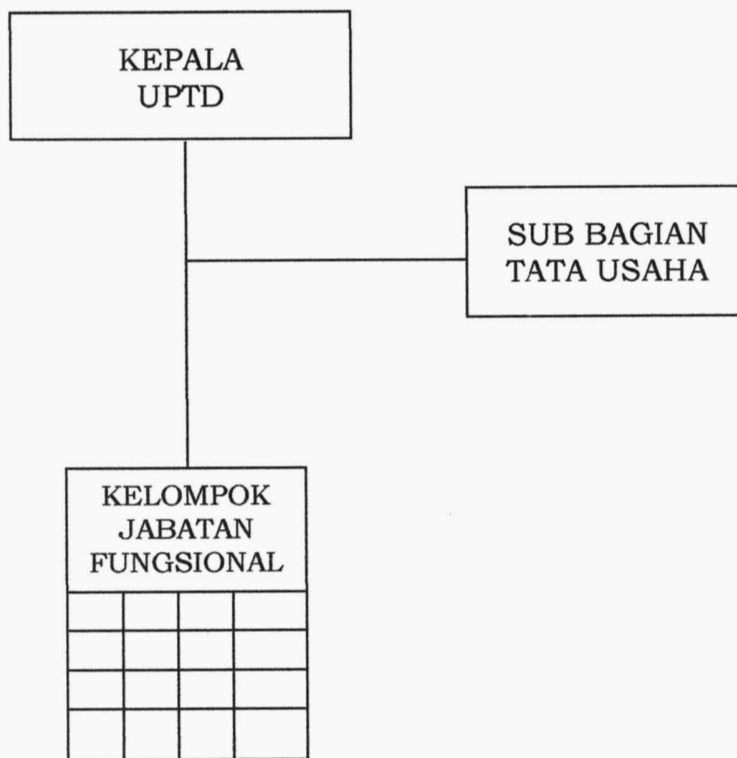 KEPALA
UPTD
SUB BAGIAN
TATA USAHA
KELOMPOK
JABATAN
FUNGSIONAL